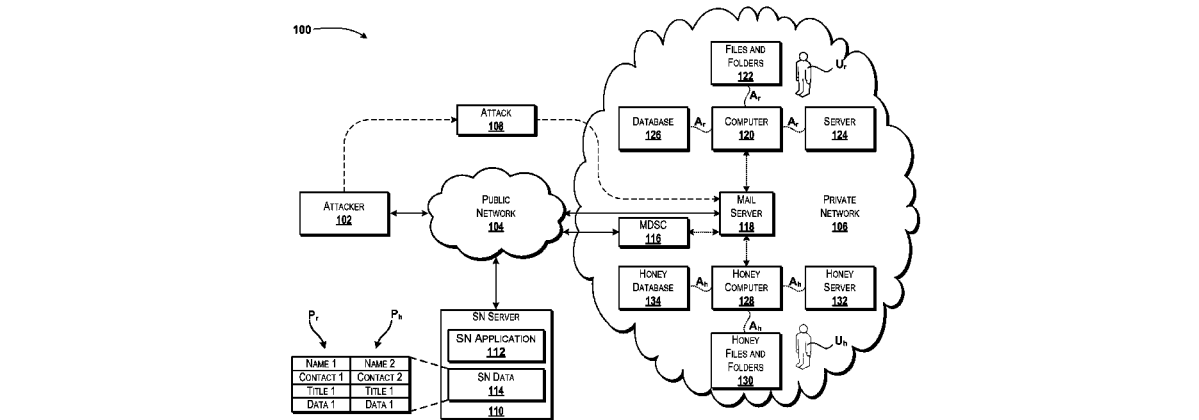 100
FILES AND
FOLDERS
122
Ur
Ar
ATTACK
108
DATABASE
126
Ar
COMPUTER
120
Ar
SERVER
124
ATTACKER
102
PUBLIC
NETWORK
104
MAIL
SERVER
118
PRIVATE
NETWORK
106
MDSC
116
HONEY
DATABASE
134
Ah
HONEY
COMPUTER
128
Ah
HONEY
SERVER
132
Ah
HONEY
FILES AND
FOLDERS
130
Uh
Pr
Ph
SN SERVER
SN APPLICATION
112
SN DATA
114
110
NAME 1
NAME 2
CONTACT 1
CONTACT 2
TITLE 1
TITLE 1
DATA 1
DATA 1